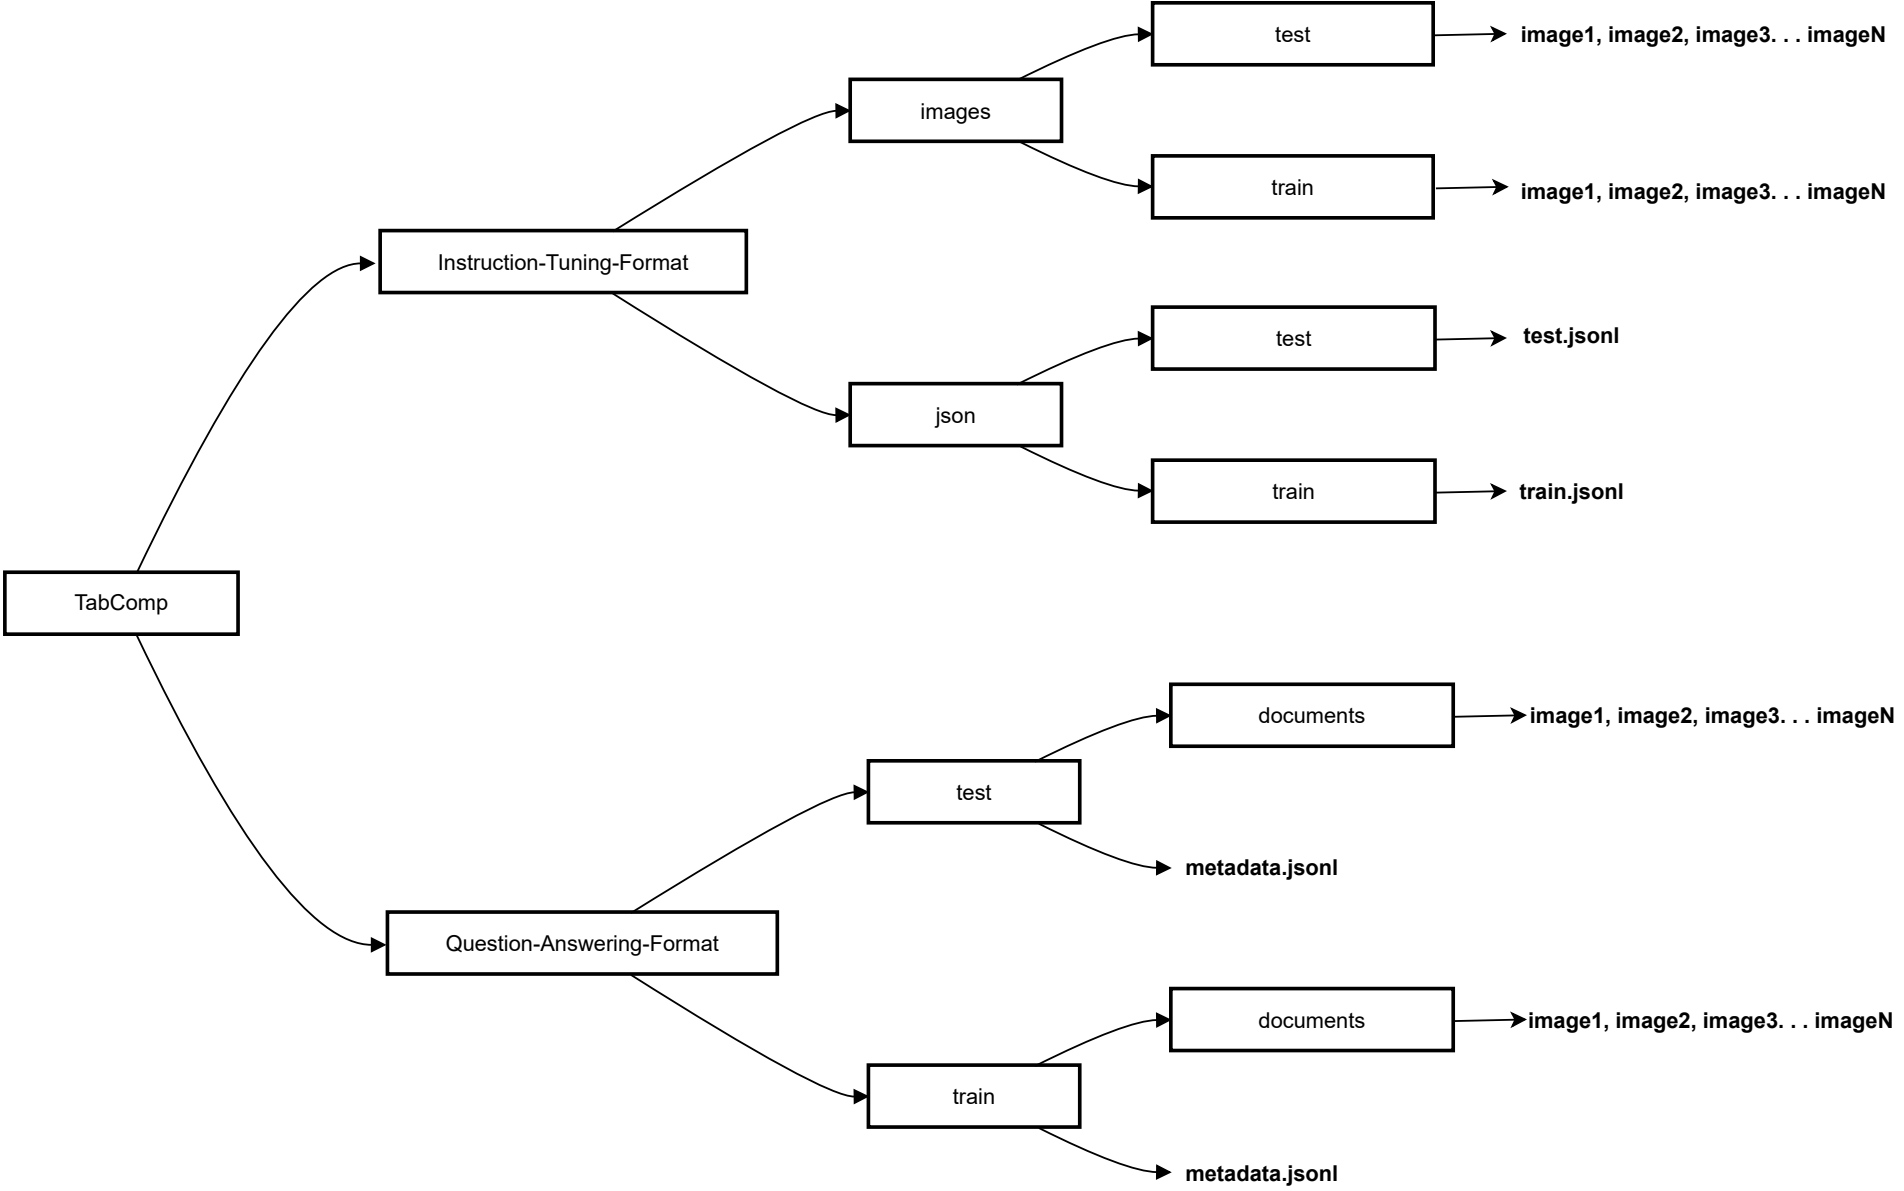 test
image1, image2, image3. . . imageN
images
train
image1, image2, image3. . . imageN
Instruction-Tuning-Format
test
test.jsonl
json
train
train.jsonl
TabComp
documents
image1, image2, image3. . . imageN
test
metadata.jsonl
Question-Answering-Format
documents
image1, image2, image3. . . imageN
train
metadata.jsonl